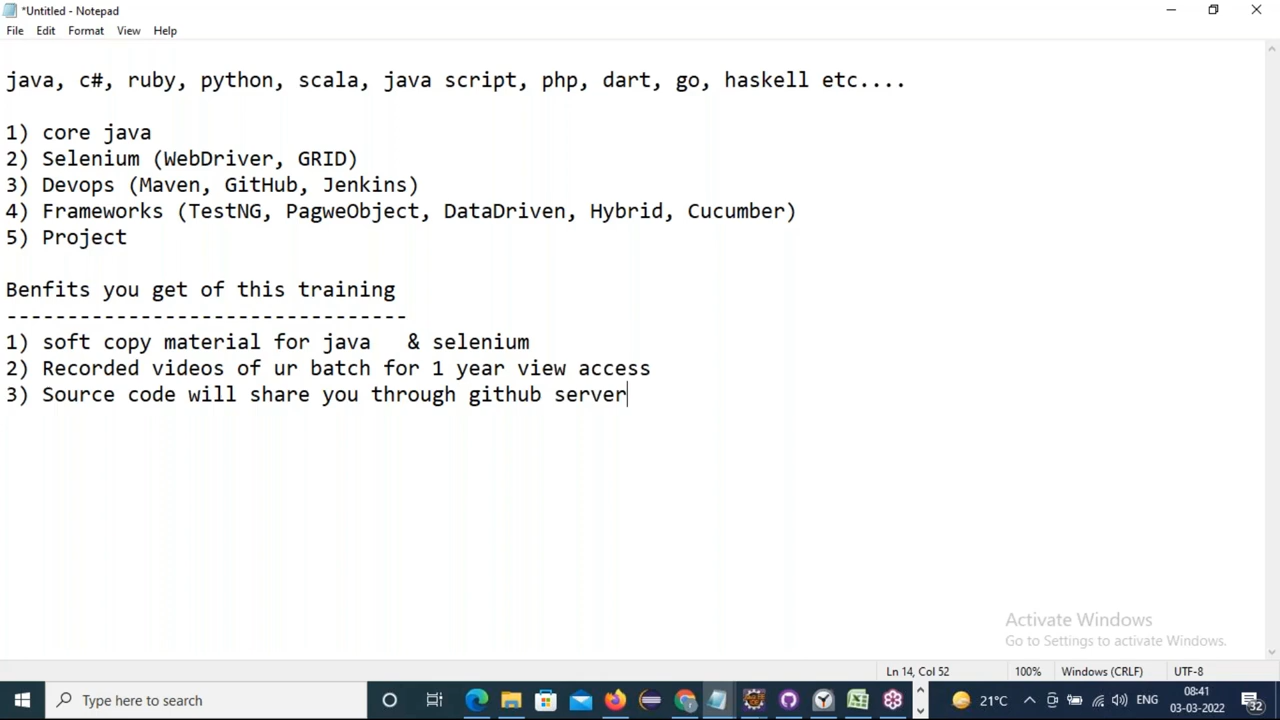 *Untitled - Notepad
File Edit Format View Help
java, c#, ruby, python, scala, java script, php, dart, go, haskell etc....
1) core java
2) Selenium (WebDriver, GRID)
3) Devops (Maven, GitHub, Jenkins)
4) Frameworks (TestNG, PagweObject, DataDriven, Hybrid, Cucumber)
5) Project
Benfits you get of this training
---------------------------------
1) soft copy material for java   & selenium
2) Recorded videos of ur batch for 1 year view access
3) Source code will share you through github server
Activate Windows
Go to Settings to activate Windows.
Ln 14, Col 52 100% Windows (CRLF) UTF-8
Type here to search 21°C ENG 08:41
03-03-2022 32